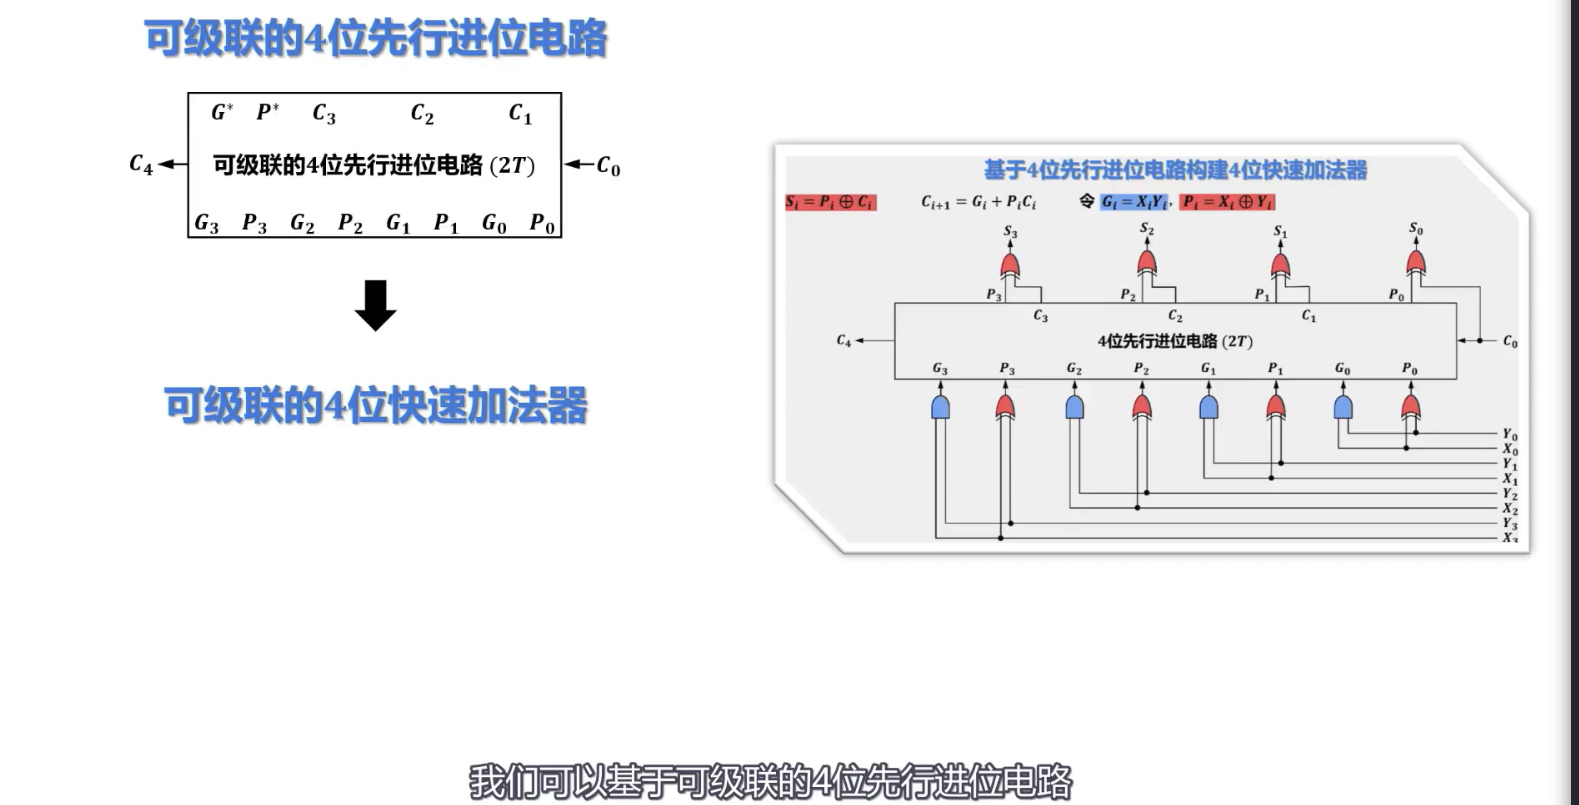 可级联的4位先行进位电路
G* P* C₃ C₂ C₁
C₄ 可级联的4位先行进位电路 (2T) C₀
G₃ P₃ G₂ P₂ G₁ P₁ G₀ P₀
可级联的4位快速加法器
基于4位先行进位电路构建4位快速加法器
Sᵢ = Pᵢ ⊕ Cᵢ Cᵢ₊₁ = Gᵢ + PᵢCᵢ 令 Gᵢ = XᵢYᵢ, Pᵢ = Xᵢ ⊕ Yᵢ
S₃ S₂ S₁ S₀
P₃ P₂ P₁ P₀
C₃ C₂ C₁
C₄ 4位先行进位电路 (2T) C₀
G₃ P₃ G₂ P₂ G₁ P₁ G₀ P₀
Y₀
X₀
Y₁
X₁
Y₂
X₂
Y₃
X₃
我们可以基于可级联的4位先行进位电路